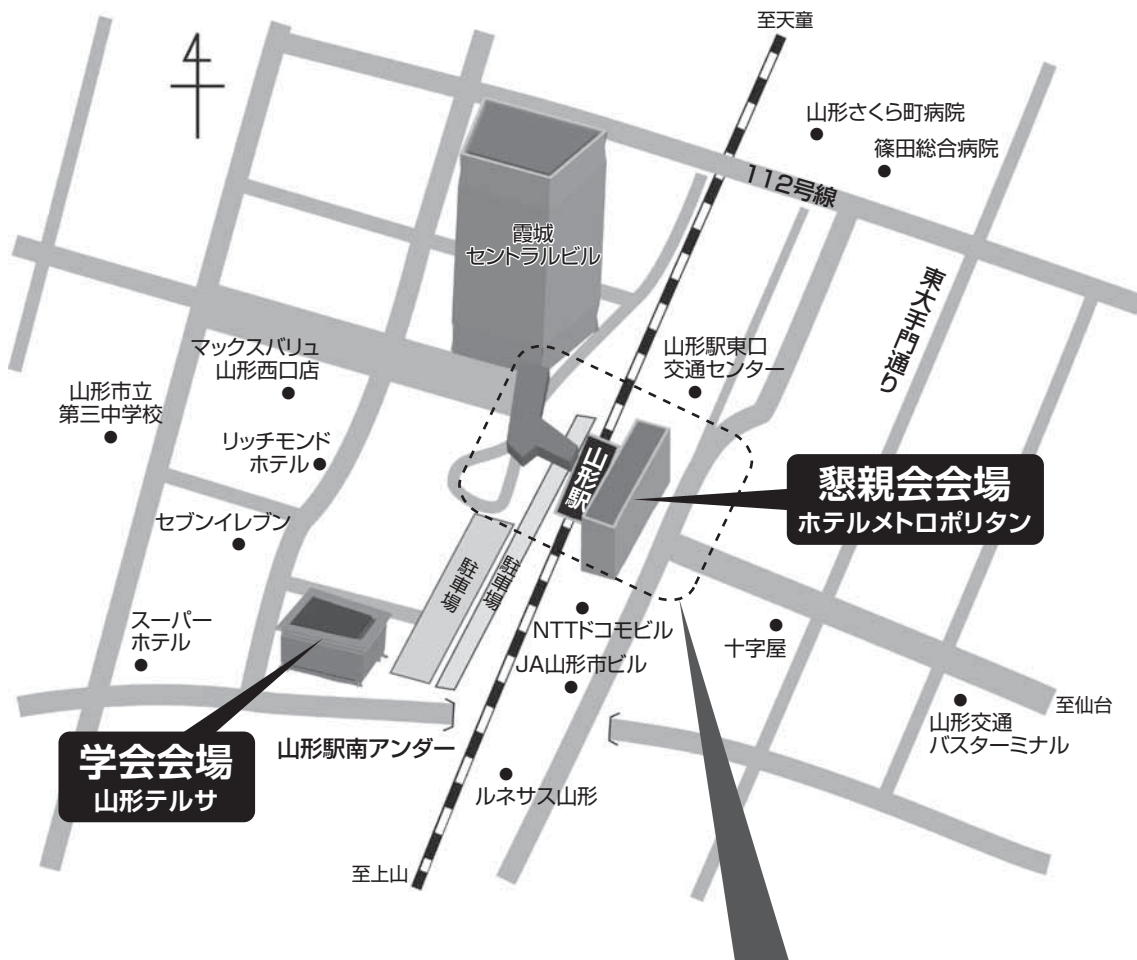 至天童
山形さくら町病院
篠田総合病院
112号線
霞城
セントラルビル
東大手門通り
マックスバリュ
山形西口店
山形駅東口
交通センター
山形市立
第三中学校
リッチモンド
ホテル
山形駅
懇親会会場
ホテルメトロポリタン
セブンイレブン
駐車場
駐車場
スーパー
ホテル
NTTドコモビル
十字屋
JA山形市ビル
至仙台
山形交通
バスターミナル
山形駅南アンダー
学会会場
山形テルサ
ルネサス山形
至上山